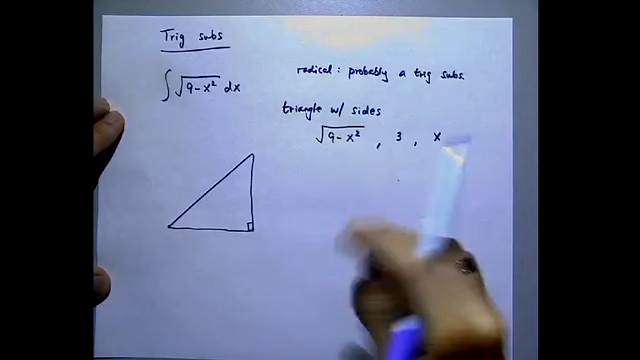 Trig subs
∫ √9-x² dx
radical: probably a trig subs.
triangle w/ sides
√9-x² , 3 , x